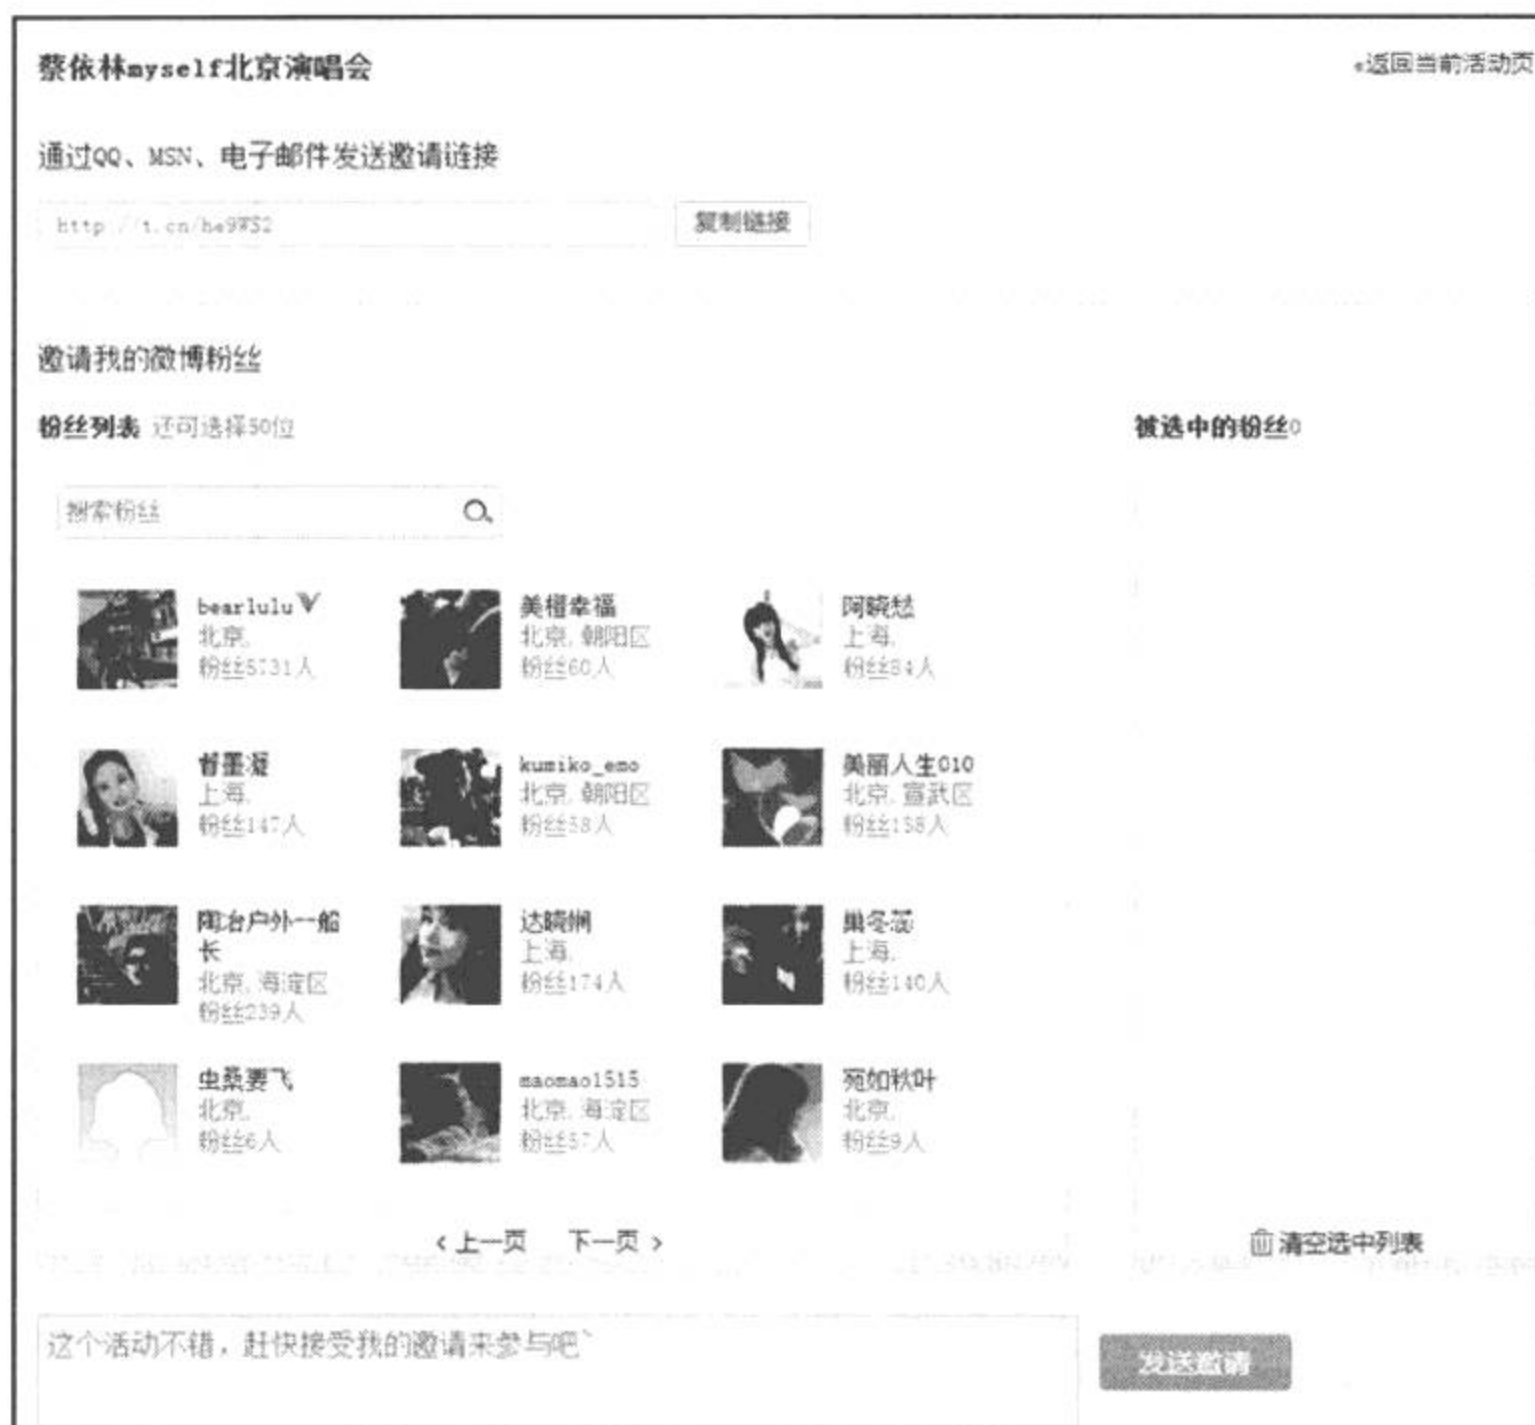 蔡依林myself北京演唱会
«返回当前活动页
通过QQ、MSN、电子邮件发送邀请链接
http://t.cn/he9WS2
复制链接
邀请我的微博粉丝
粉丝列表 还可选择50位
被选中的粉丝0
搜索粉丝
bearlulu
北京,
粉丝5731人
美橙幸福
北京, 朝阳区
粉丝60人
阿晓愁
上海,
粉丝84人
督墨凝
上海,
粉丝147人
kumiko_emo
北京, 朝阳区
粉丝58人
美丽人生010
北京, 宣武区
粉丝158人
户外一船
长
北京, 海淀区
粉丝239人
达晓娴
上海,
粉丝174人
巢冬蕊
上海,
粉丝140人
虫桑要飞
北京,
粉丝6人
maomao1515
北京, 海淀区
粉丝57人
宛如秋叶
北京,
粉丝9人
‹ 上一页 下一页 ›
清空选中列表
这个活动不错，赶快接受我的邀请来参与吧`
发送邀请